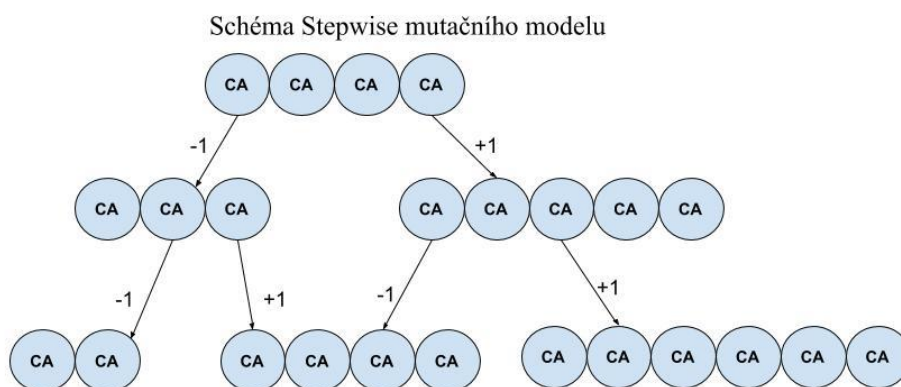 Schéma Stepwise mutačního modelu
CA CA CA CA
-1 +1
CA CA CA CA CA CA CA CA
-1 +1 -1 +1
CA CA CA CA CA CA CA CA CA CA CA CA